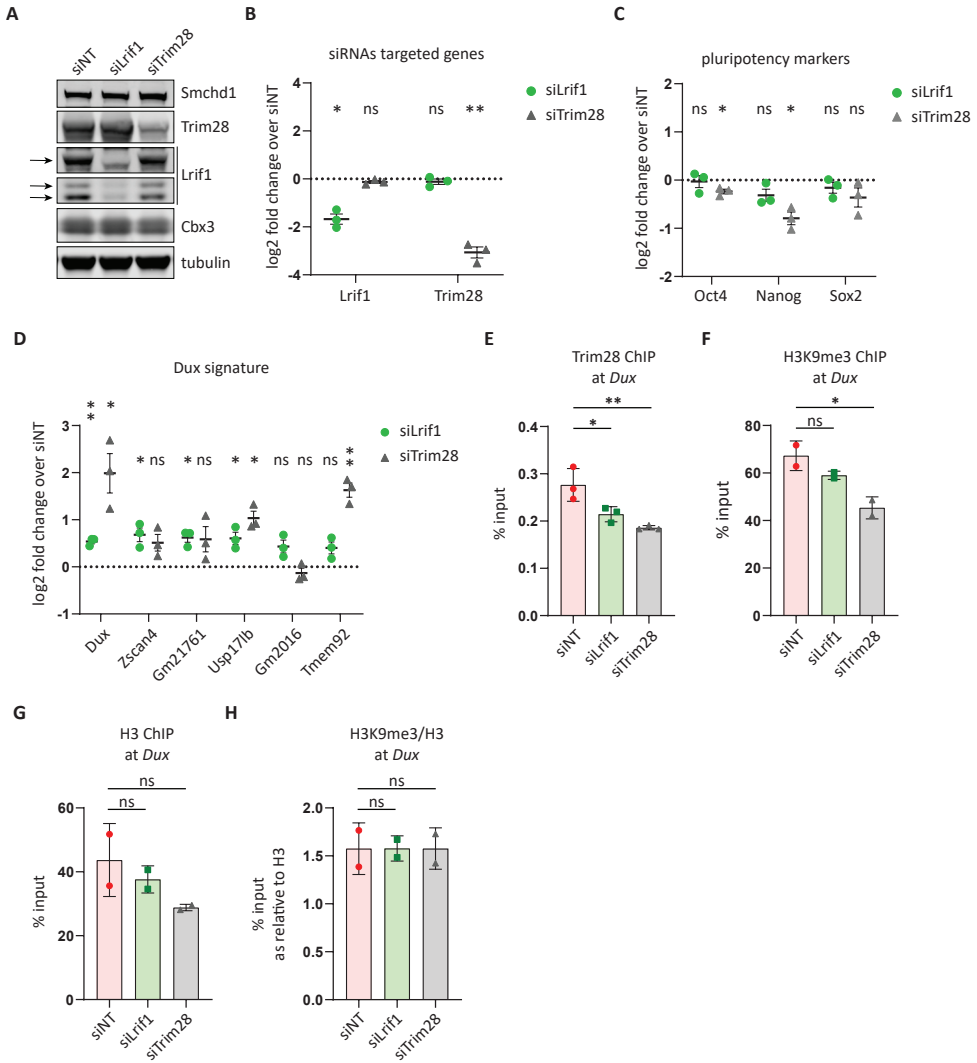 A
siNT
siLrif1
siTrim28
Smchd1
Trim28
Lrif1
Cbx3
tubulin
B
siRNAs targeted genes
siLrif1
siTrim28
* ns ns **
log2 fold change over siNT
2
0
-2
-4
Lrif1 Trim28
C
pluripotency markers
siLrif1
siTrim28
ns * ns * ns ns
log2 fold change over siNT
2
1
0
-1
-2
Oct4 Nanog Sox2
D
Dux signature
siLrif1
siTrim28
** * * ns * ns * * ns ns ns **
log2 fold change over siNT
3
2
1
0
-1
Dux
Zscan4
Gm21761
Usp17lb
Gm2016
Tmem92
E
Trim28 ChIP
at Dux
**
*
% input
0.4
0.3
0.2
0.1
0.0
siNT
siLrif1
siTrim28
F
H3K9me3 ChIP
at Dux
*
ns
% input
80
60
40
20
0
siNT
siLrif1
siTrim28
G
H3 ChIP
at Dux
ns
ns
% input
60
40
20
0
siNT
siLrif1
siTrim28
H
H3K9me3/H3
at Dux
ns
ns
% input
as relative to H3
2.0
1.5
1.0
0.5
0.0
siNT
siLrif1
siTrim28